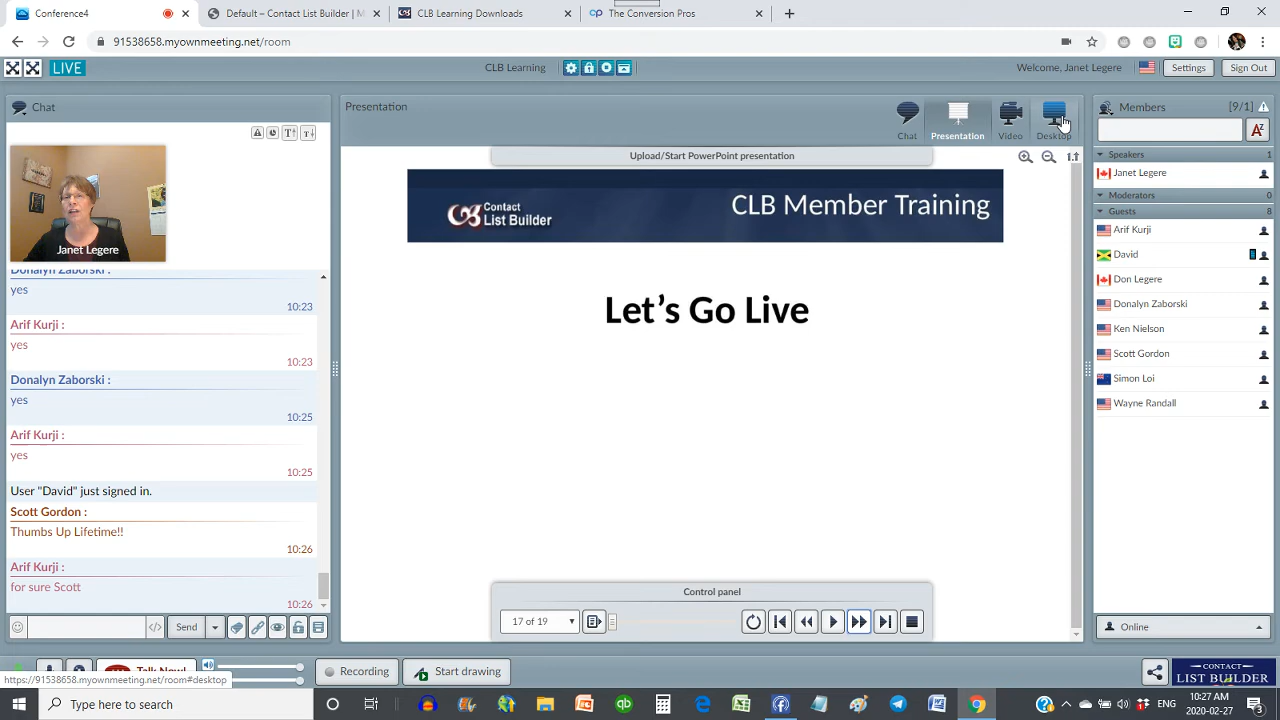 Conference4
Default – Contact List Builder | M
CLB Learning Downloads
The Conversion Pros
91538658.myownmeeting.net/room
LIVE
CLB Learning
Welcome, Janet Legere
Settings
Sign Out
Chat
Presentation
Chat
Presentation
Video
Desktop
Members
[9/1]
Upload/Start PowerPoint presentation
1:1
Speakers
1
Janet Legere
Moderators
0
Guests
8
Arif Kurji
David
Don Legere
Donalyn Zaborski
Ken Nielson
Scott Gordon
Simon Loi
Wayne Randall
Contact
List Builder
CLB Member Training
Let's Go Live
Janet Legere
Donalyn Zaborski :
yes
10:23
Arif Kurji :
yes
10:23
Donalyn Zaborski :
yes
10:25
Arif Kurji :
yes
10:25
User "David" just signed in.
Scott Gordon :
Thumbs Up Lifetime!!
10:26
Arif Kurji :
for sure Scott
10:26
Send
Control panel
17 of 19
Online
Talk Now!
Recording
Start drawing
CONTACT
LIST BUILDER
https://91538658.myownmeeting.net/room#desktop
Type here to search
ENG
10:27 AM
2020-02-27